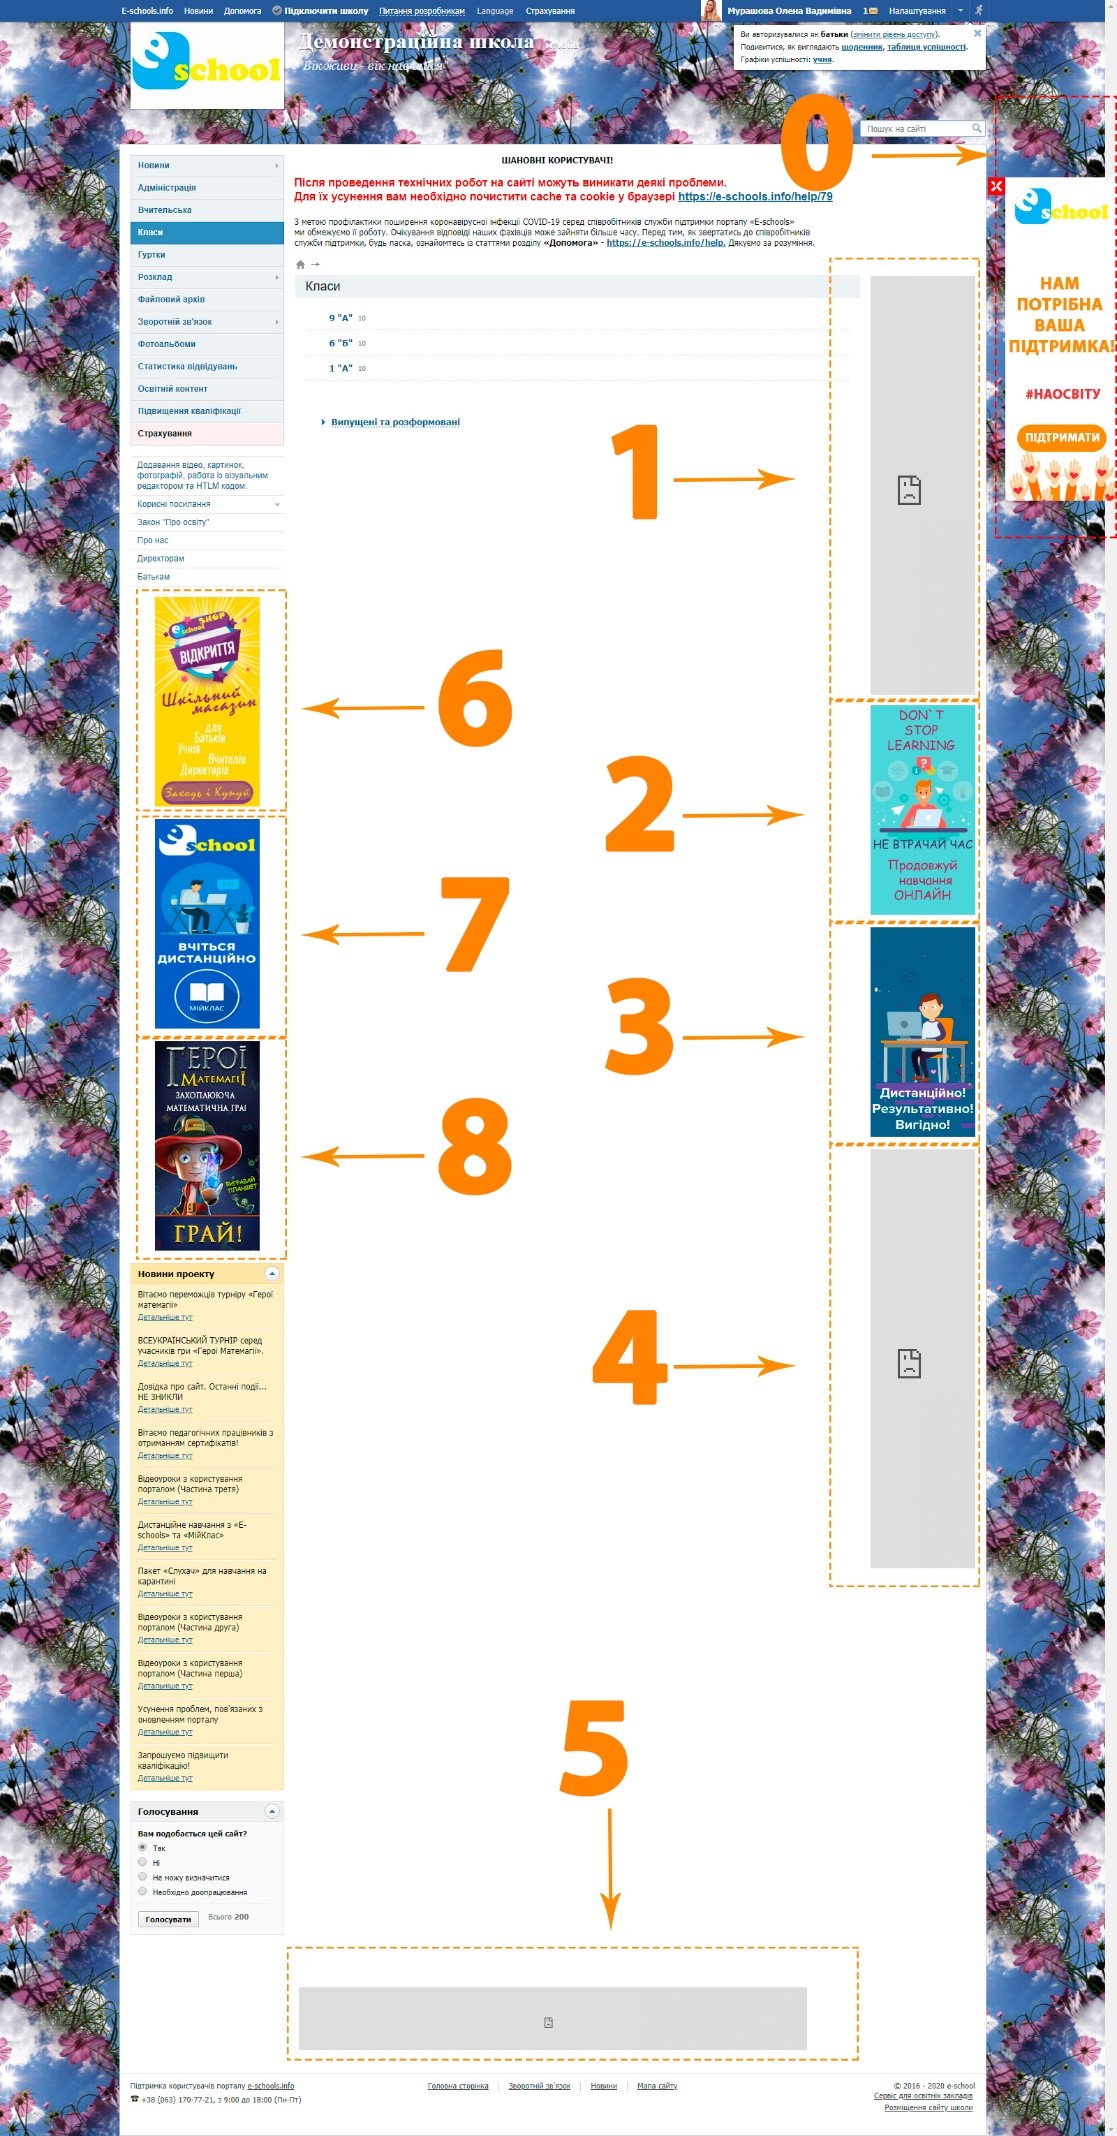 E-schools.info Новини Допомога Підключити школу Питання розробникам Language Страхування
Мурашова Олена Вадимівна 1 Налаштування
Ви авторизувалися як батьки (змінити рівень доступу).
Подивитися, як виглядають щоденник, таблиця успішності.
Графіки успішності: учня.
e school
Демонстраційна школа
Вік живи - вік навчайся
Пошук на сайті
0
Новини
Адміністрація
Вчительська
Класи
Гуртки
Розклад
Файловий архів
Зворотній зв'язок
Фотоальбоми
Статистика відвідувань
Освітній контент
Підвищення кваліфікації
Страхування
Додавання відео, картинок,
фотографій, работа із візуальним
редактором та HTLM кодом.
Корисні посилання
Закон "Про освіту"
Про нас
Директорам
Батькам
ШАНОВНІ КОРИСТУВАЧІ!
Після проведення технічних робот на сайті можуть виникати деякі проблеми.
Для їх усунення вам необхідно почистити cache та cookie у браузері https://e-schools.info/help/79
З метою профілактики поширення коронавірусної інфекції COVID-19 серед співробітників служби підтримки порталу «E-schools»
ми обмежуємо її роботу. Очікування відповіді наших фахівців може зайняти більше часу. Перед тим, як звертатись до співробітників
служби підтримки, будь ласка, ознайомтесь із статтями розділу «Допомога» - https://e-schools.info/help. Дякуємо за розуміння.
Класи
9 "А" 10
6 "Б" 10
1 "А" 10
Випущені та розформовані
e school
НАМ
ПОТРІБНА
ВАША
ПІДТРИМКА!
#НАОСВІТУ
ПІДТРИМАТИ
1
e school SHOP
ВІДКРИТТЯ
Шкільний
магазин
для
Батьків
Учнів
Вчителів
Директорів
Заходь і Купуй
6
2
DON`T
STOP
LEARNING
НЕ ВТРАЧАЙ ЧАС
Продовжуй
навчання
ОНЛАЙН
e school
ВЧІТЬСЯ
ДИСТАНЦІЙНО
МІЙКЛАС
7
3
Дистанційно!
Результативно!
Вигідно!
ГЕРОЇ
МАТЕМАГІЇ
ЗАХОПЛЮЮЧА
МАТЕМАТИЧНА ГРА!
ВИГРАВАЙ
ПЛАНШЕТ
ГРАЙ!
8
4
Новини проекту
Вітаємо переможців турніру «Герої
матемагії»
Детальніше тут
ВСЕУКРАЇНСЬКИЙ ТУРНІР серед
учасників гри «Герої Матемагії».
Детальніше тут
Довідка про сайт. Останні події...
НЕ ЗНИКЛИ
Детальніше тут
Вітаємо педагогічних працівників з
отриманням сертифікатів!
Детальніше тут
Відеоуроки з користування
порталом (Частина третя)
Детальніше тут
Дистанційне навчання з «E-
schools» та «МійКлас»
Детальніше тут
Пакет «Слухач» для навчання на
карантині
Детальніше тут
Відеоуроки з користування
порталом (Частина друга)
Детальніше тут
Відеоуроки з користування
порталом (Частина перша)
Детальніше тут
Усунення проблем, пов'язаних з
оновленням порталу
Детальніше тут
Запрошуємо підвищити
кваліфікацію!
Детальніше тут
5
Голосування
Вам подобається цей сайт?
Так
Ні
Не можу визначитися
Необхідно доопрацювання
Голосувати Всього 200
Підтримка користувачів порталу e-schools.info
+38 (063) 170-77-21, з 9:00 до 18:00 (Пн-Пт)
Головна сторінка Зворотній зв'язок Новини Мапа сайту
© 2016 - 2020 e-school
Сервіс для освітніх закладів
Розміщення сайту школи